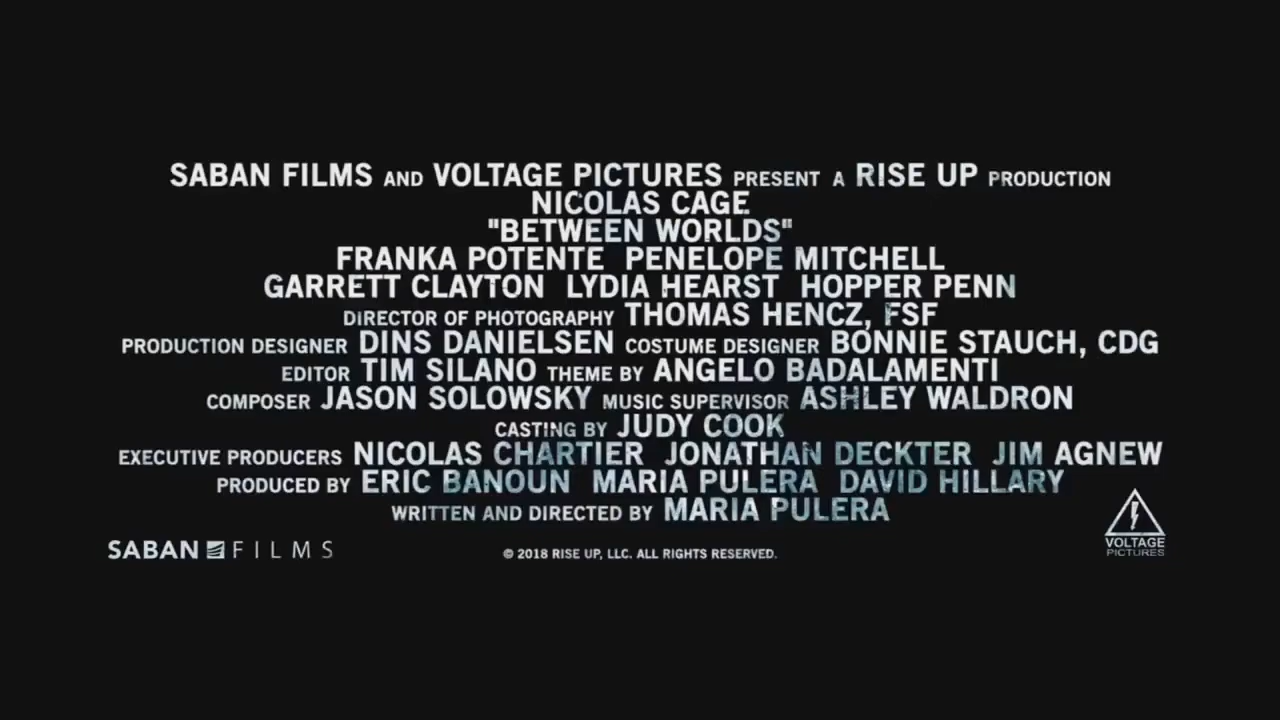 SABAN FILMS AND VOLTAGE PICTURES PRESENT A RISE UP PRODUCTION
NICOLAS CAGE
"BETWEEN WORLDS"
FRANKA POTENTE PENELOPE MITCHELL
GARRETT CLAYTON LYDIA HEARST HOPPER PENN
DIRECTOR OF PHOTOGRAPHY THOMAS HENCZ, FSF
PRODUCTION DESIGNER DINS DANIELSEN COSTUME DESIGNER BONNIE STAUCH, CDG
EDITOR TIM SILANO THEME BY ANGELO BADALAMENTI
COMPOSER JASON SOLOWSKY MUSIC SUPERVISOR ASHLEY WALDRON
CASTING BY JUDY COOK
EXECUTIVE PRODUCERS NICOLAS CHARTIER JONATHAN DECKTER JIM AGNEW
PRODUCED BY ERIC BANOUN MARIA PULERA DAVID HILLARY
WRITTEN AND DIRECTED BY MARIA PULERA
SABAN FILMS
© 2018 RISE UP, LLC. ALL RIGHTS RESERVED.
VOLTAGE
PICTURES